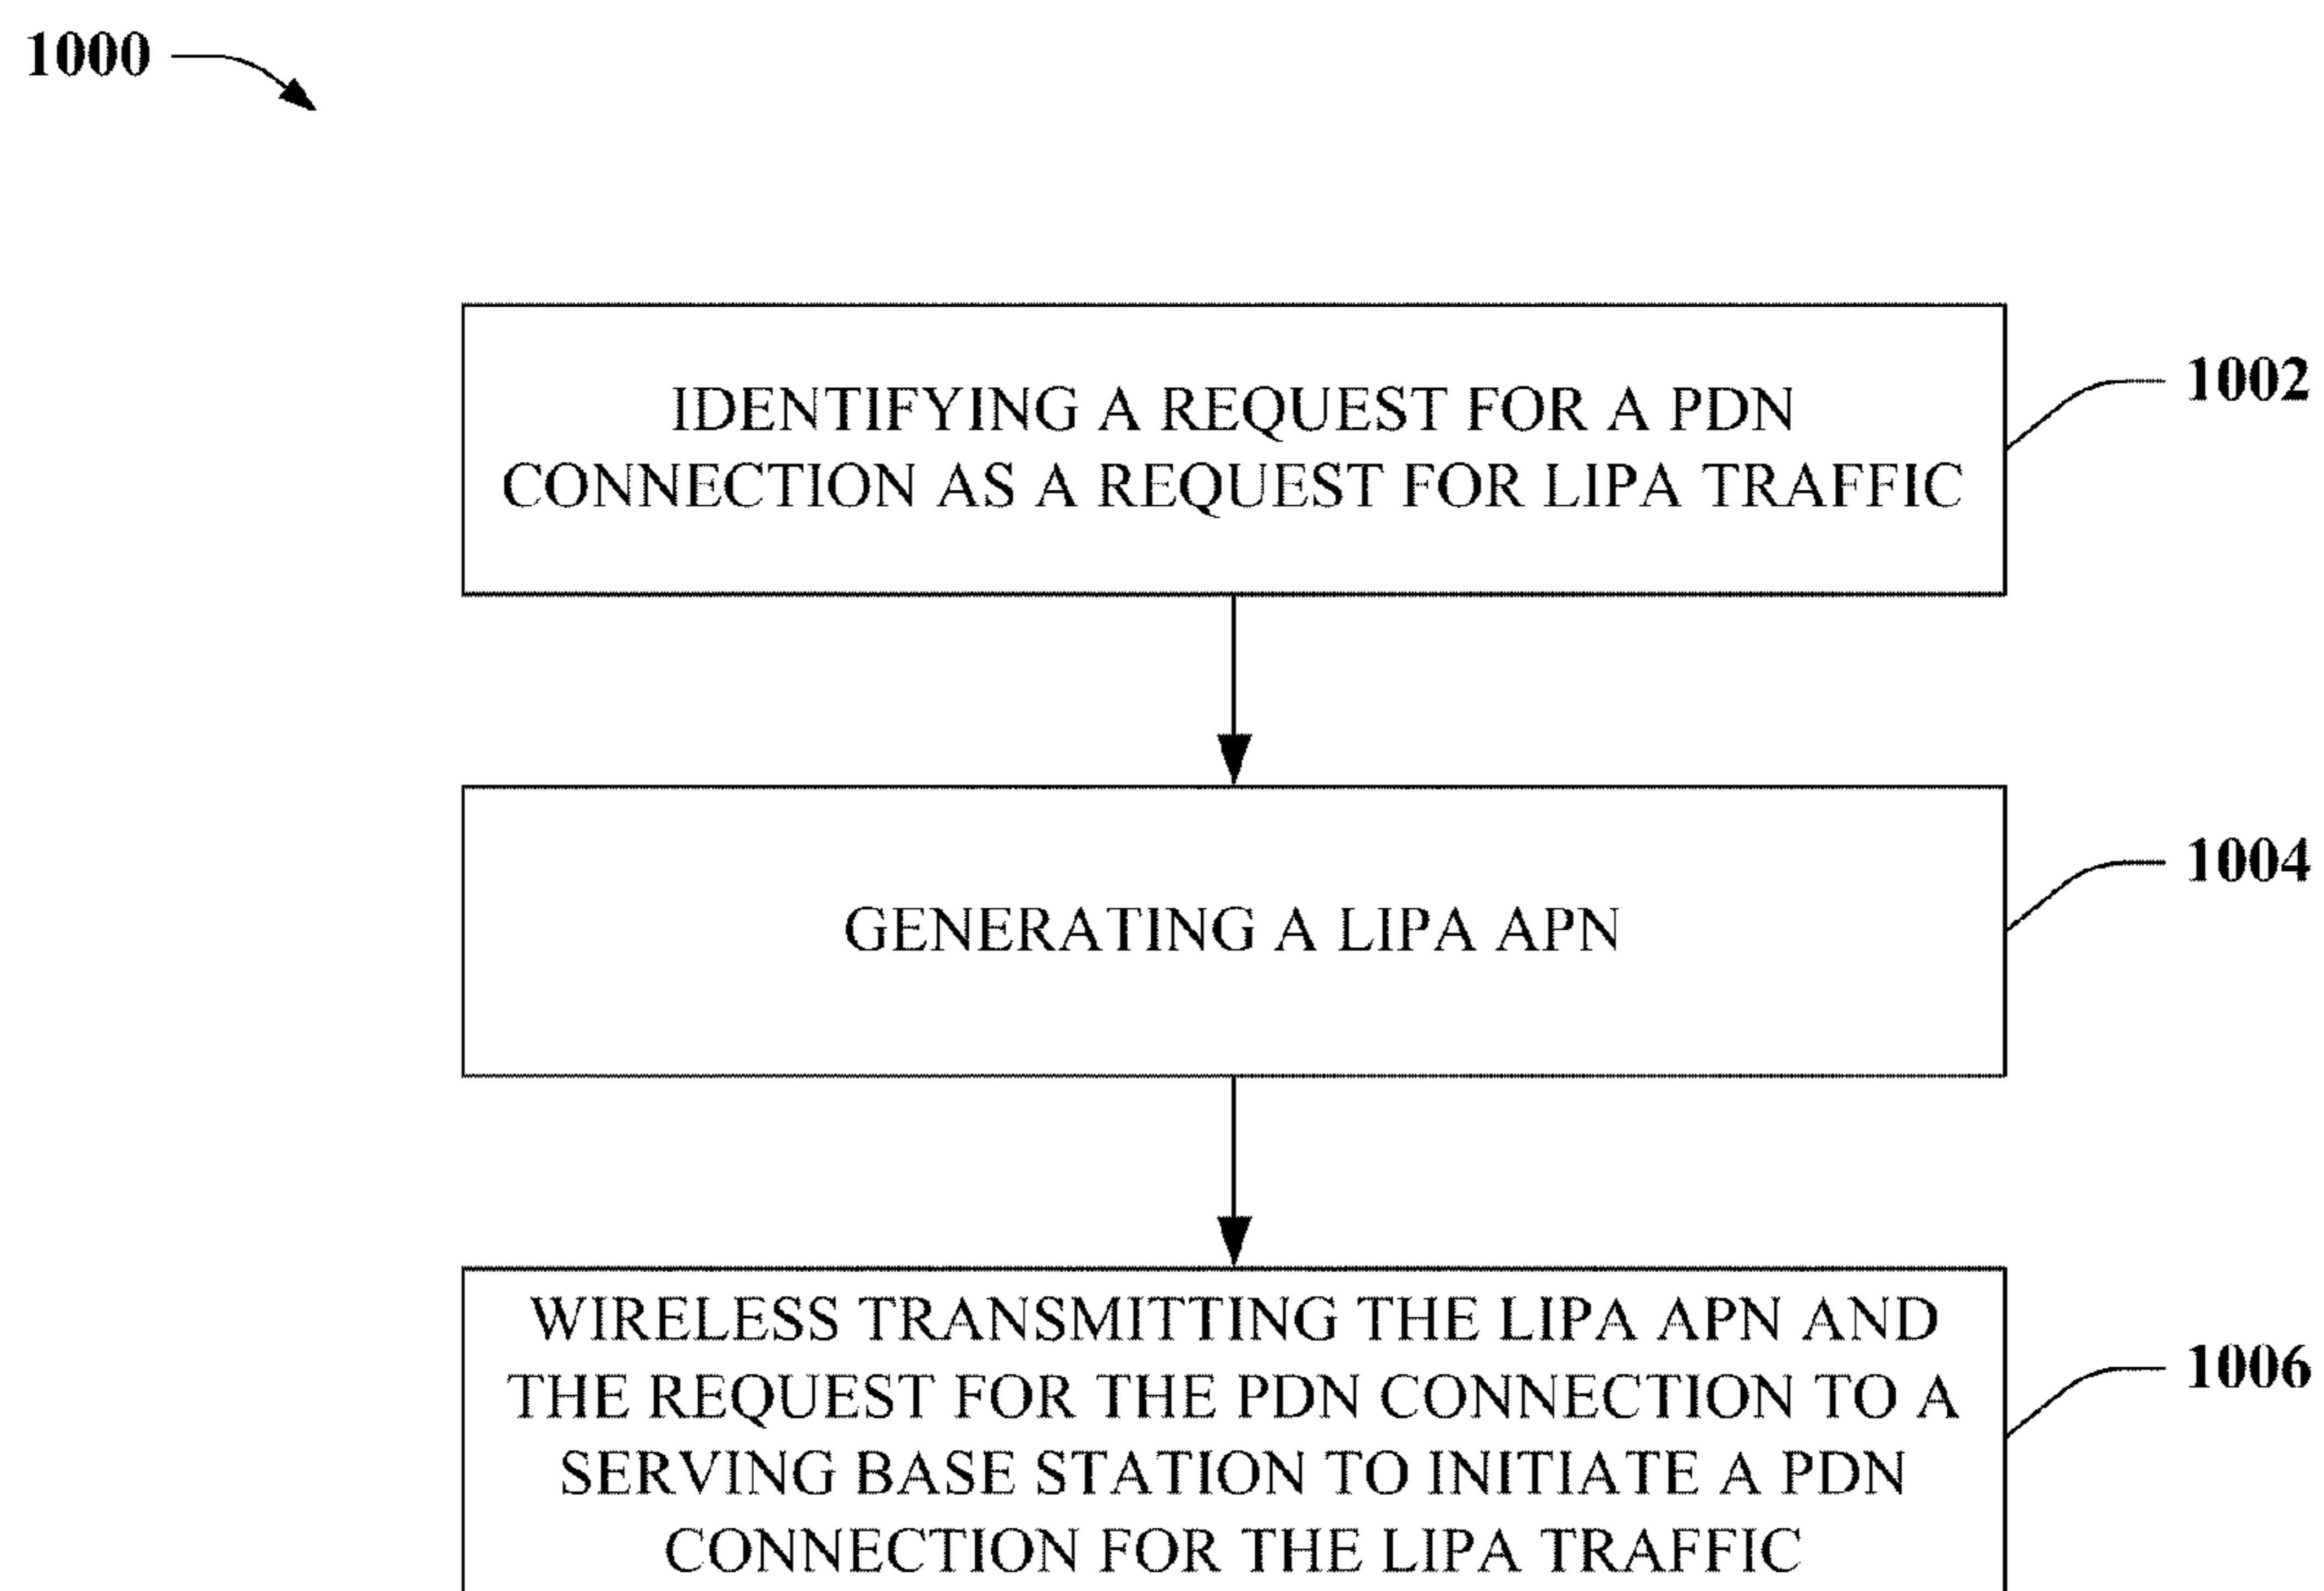 1000
IDENTIFYING A REQUEST FOR A PDN
CONNECTION AS A REQUEST FOR LIPA TRAFFIC
1002
GENERATING A LIPA APN
1004
WIRELESS TRANSMITTING THE LIPA APN AND
THE REQUEST FOR THE PDN CONNECTION TO A
SERVING BASE STATION TO INITIATE A PDN
CONNECTION FOR THE LIPA TRAFFIC
1006